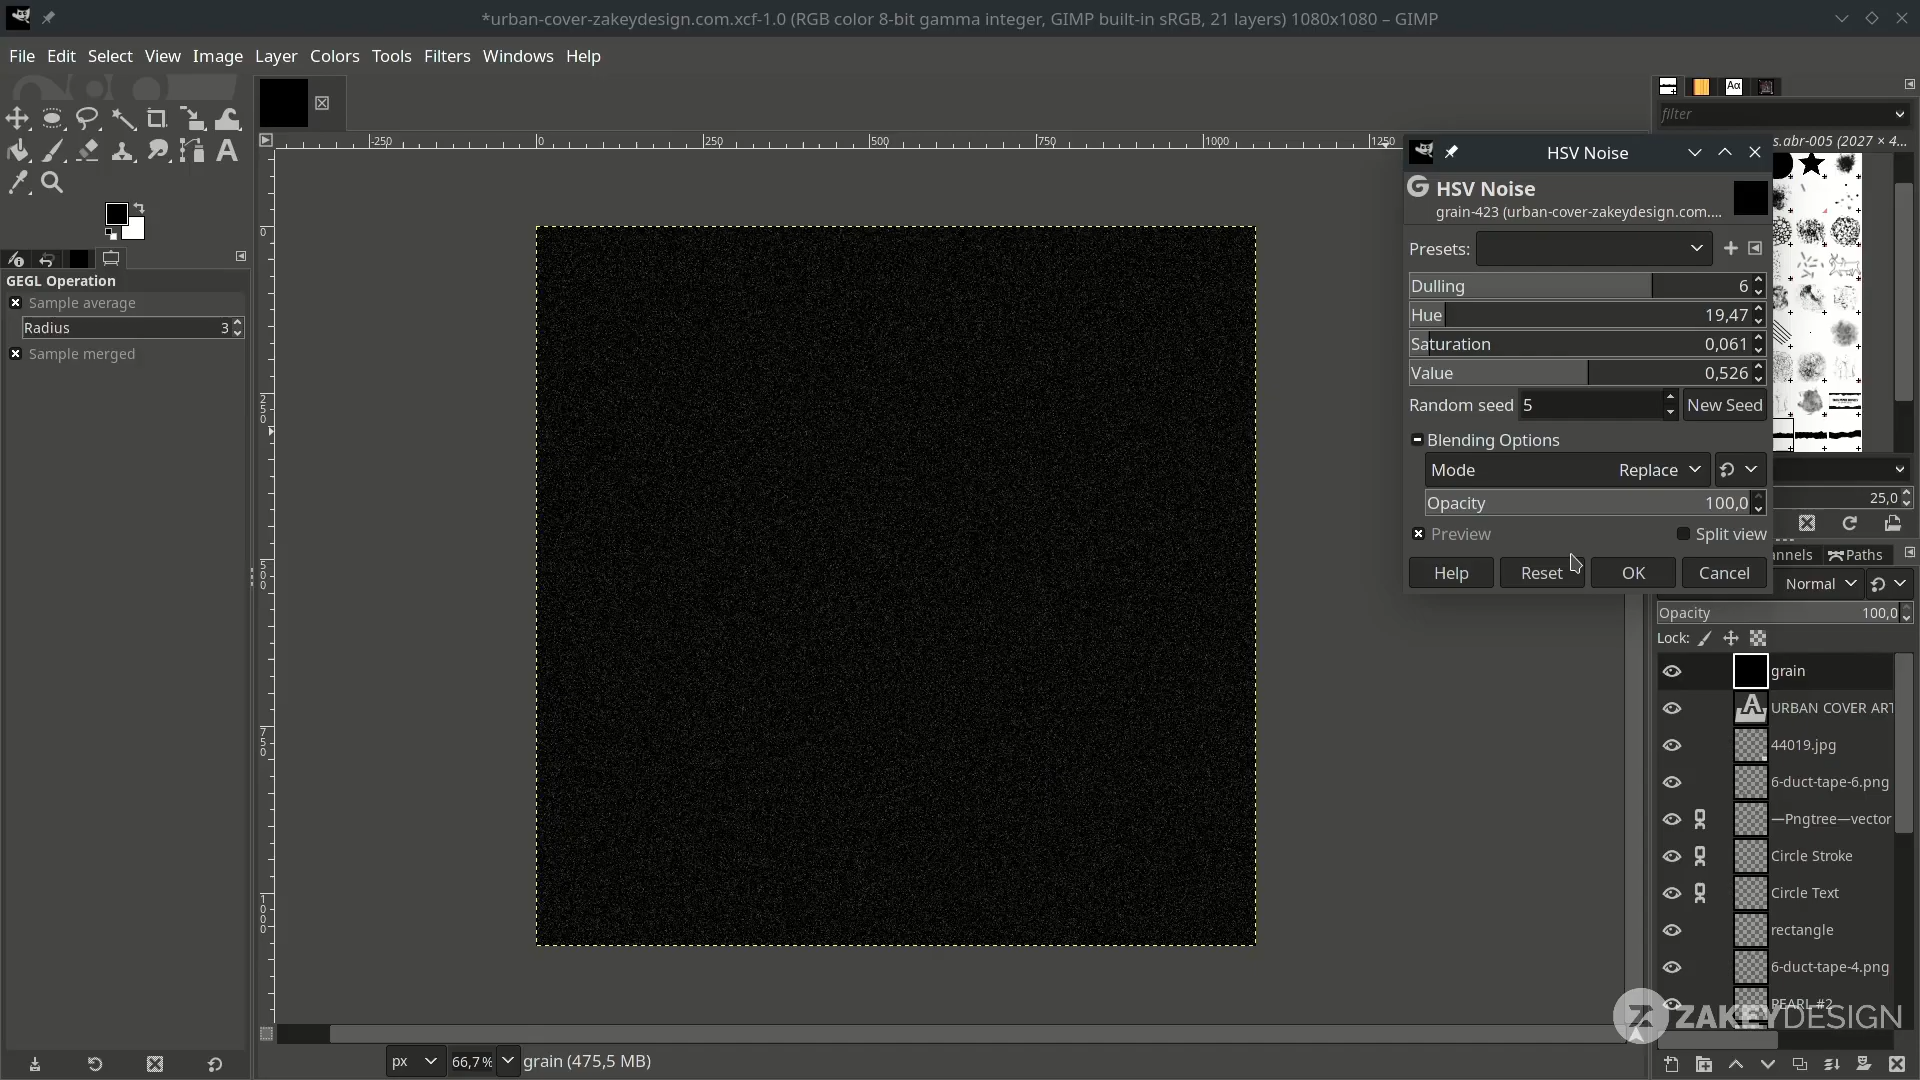 *urban-cover-zakeydesign.com.xcf-1.0 (RGB color 8-bit gamma integer, GIMP built-in sRGB, 21 layers) 1080x1080 – GIMP
File Edit Select View Image Layer Colors Tools Filters Windows Help
GEGL Operation
Sample average
Radius 3
Sample merged
-250 0 250 500 750 1000 1250
0
250
500
750
1000
px 66,7% grain (475,5 MB)
filter
s.abr-005 (2027 × 4...
HSV Noise
HSV Noise
grain-423 (urban-cover-zakeydesign.com....
Presets:
Dulling 6
Hue 19,47
Saturation 0,061
Value 0,526
Random seed 5 New Seed
Blending Options
Mode Replace
Opacity 100,0
Preview Split view
Help Reset OK Cancel
25,0
nnels Paths
Normal
Opacity 100,0
Lock:
grain
URBAN COVER ART
44019.jpg
6-duct-tape-6.png
—Pngtree—vector
Circle Stroke
Circle Text
rectangle
6-duct-tape-4.png
PEARL #2
ZAKEYDESIGN